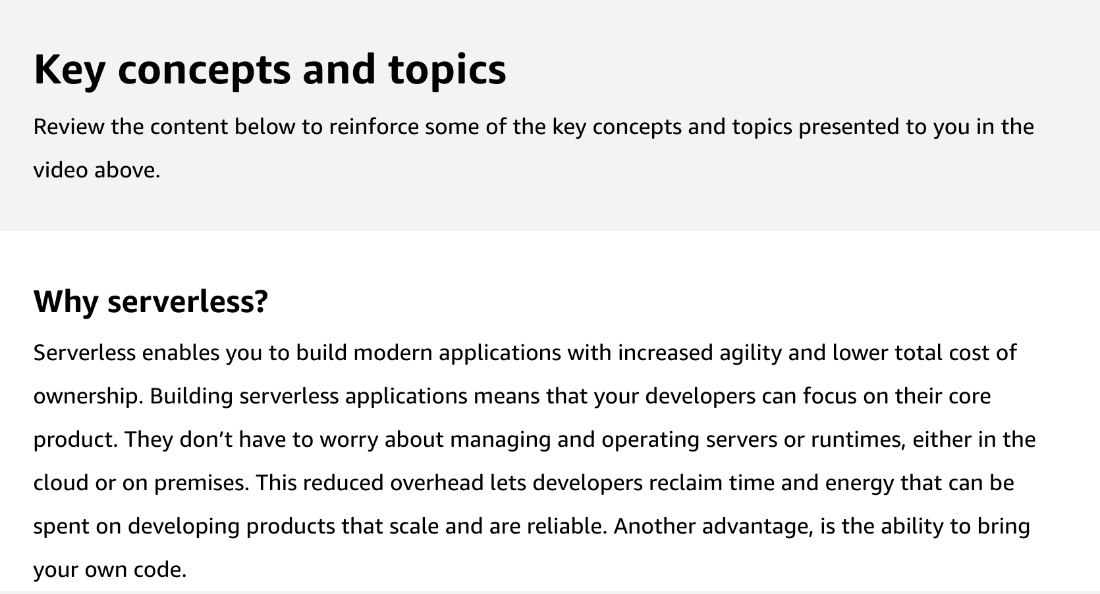 Key concepts and topics
Review the content below to reinforce some of the key concepts and topics presented to you in the
video above.
Why serverless?
Serverless enables you to build modern applications with increased agility and lower total cost of
ownership. Building serverless applications means that your developers can focus on their core
product. They don’t have to worry about managing and operating servers or runtimes, either in the
cloud or on premises. This reduced overhead lets developers reclaim time and energy that can be
spent on developing products that scale and are reliable. Another advantage, is the ability to bring
your own code.